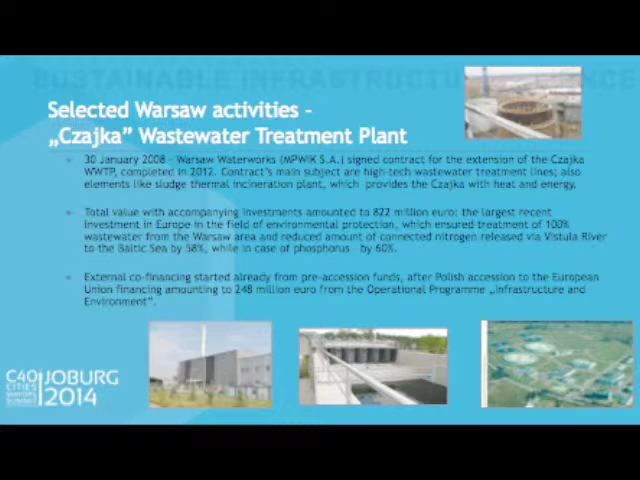 SUSTAINABLE INFRASTRUCTURE FINANCE
Selected Warsaw activities –
„Czajka” Wastewater Treatment Plant
30 January 2008 – Warsaw Waterworks (MPWiK S.A.) signed contract for the extension of the Czajka
WWTP, completed in 2012. Contract's main subject are high-tech wastewater treatment lines; also
elements like sludge thermal incineration plant, which provides the Czajka with heat and energy.
Total value with accompanying investments amounted to 822 million euro: the largest recent
investment in Europe in the field of environmental protection, which ensured treatment of 100%
wastewater from the Warsaw area and reduced amount of connected nitrogen released via Vistula River
to the Baltic Sea by 58%, while in case of phosphorus by 60%.
External co-financing started already from pre-accession funds, after Polish accession to the European
Union financing amounting to 248 million euro from the Operational Programme „Infrastructure and
Environment”.
C40 JOBURG
CITIES
MAYORS
SUMMIT 2014